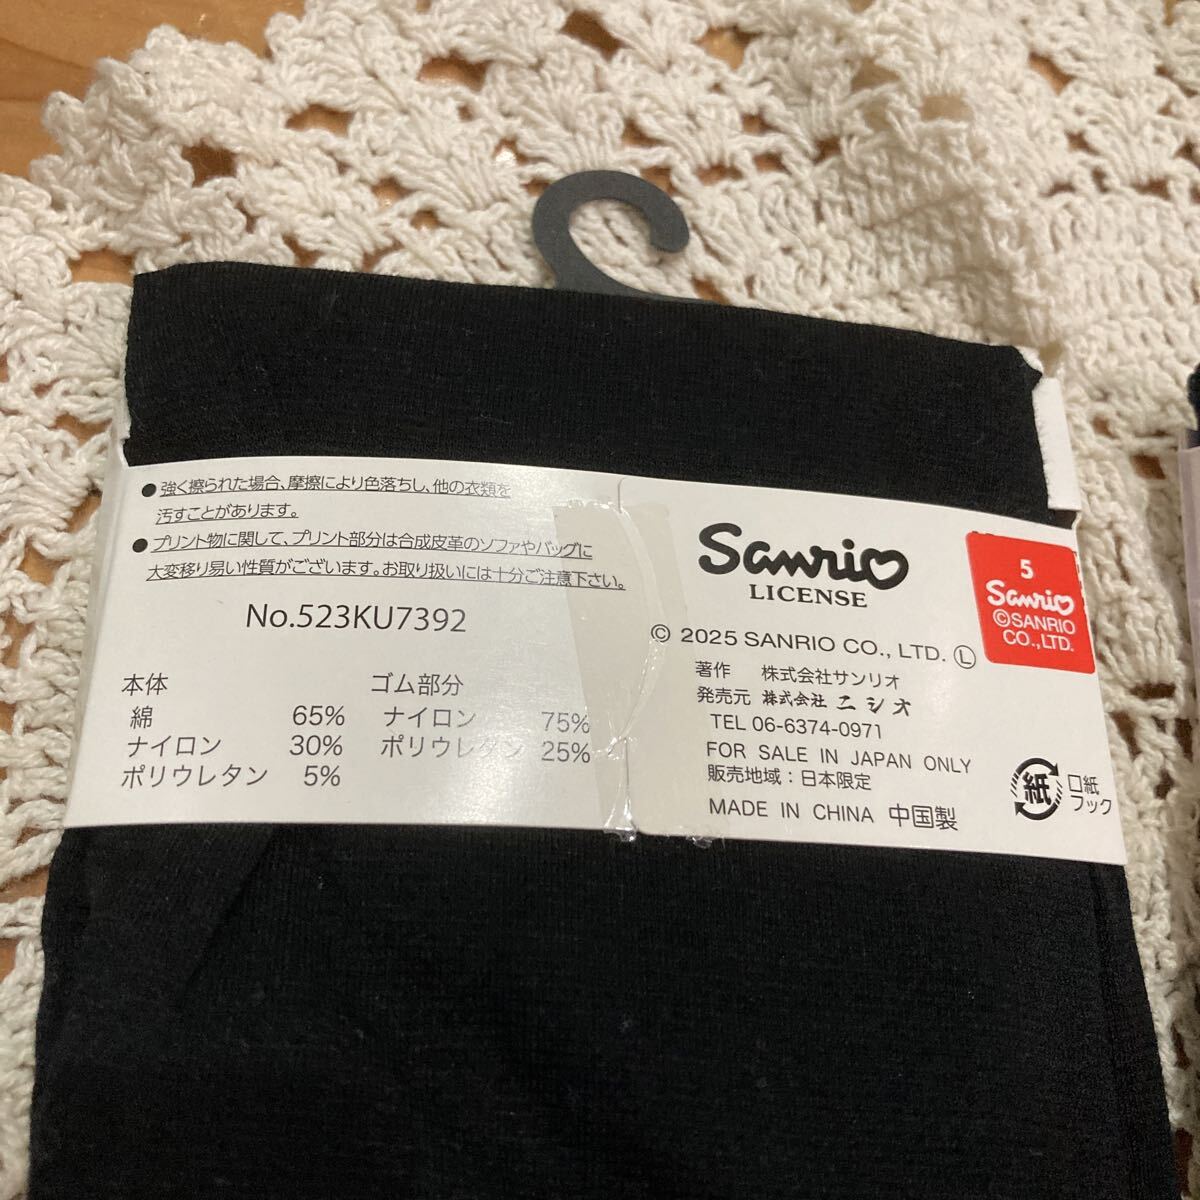 ●強く擦られた場合、摩擦により色落ちし、他の衣類を
汚すことがあります。
●プリント物に関して、プリント部分は合成皮革のソファやバッグに
大変移り易い性質がございます。お取り扱いには十分ご注意下さい。
No.523KU7392
本体
綿 65%
ナイロン 30%
ポリウレタン 5%
ゴム部分
ナイロン 75%
ポリウレタン 25%
Sanrio
LICENSE
© 2025 SANRIO CO., LTD. Ⓛ
著作 株式会社サンリオ
発売元 株式会社 ニシオ
TEL 06-6374-0971
FOR SALE IN JAPAN ONLY
販売地域：日本限定
MADE IN CHINA 中国製
5
Sanrio
©SANRIO
CO.,LTD.
紙
口紙
フック